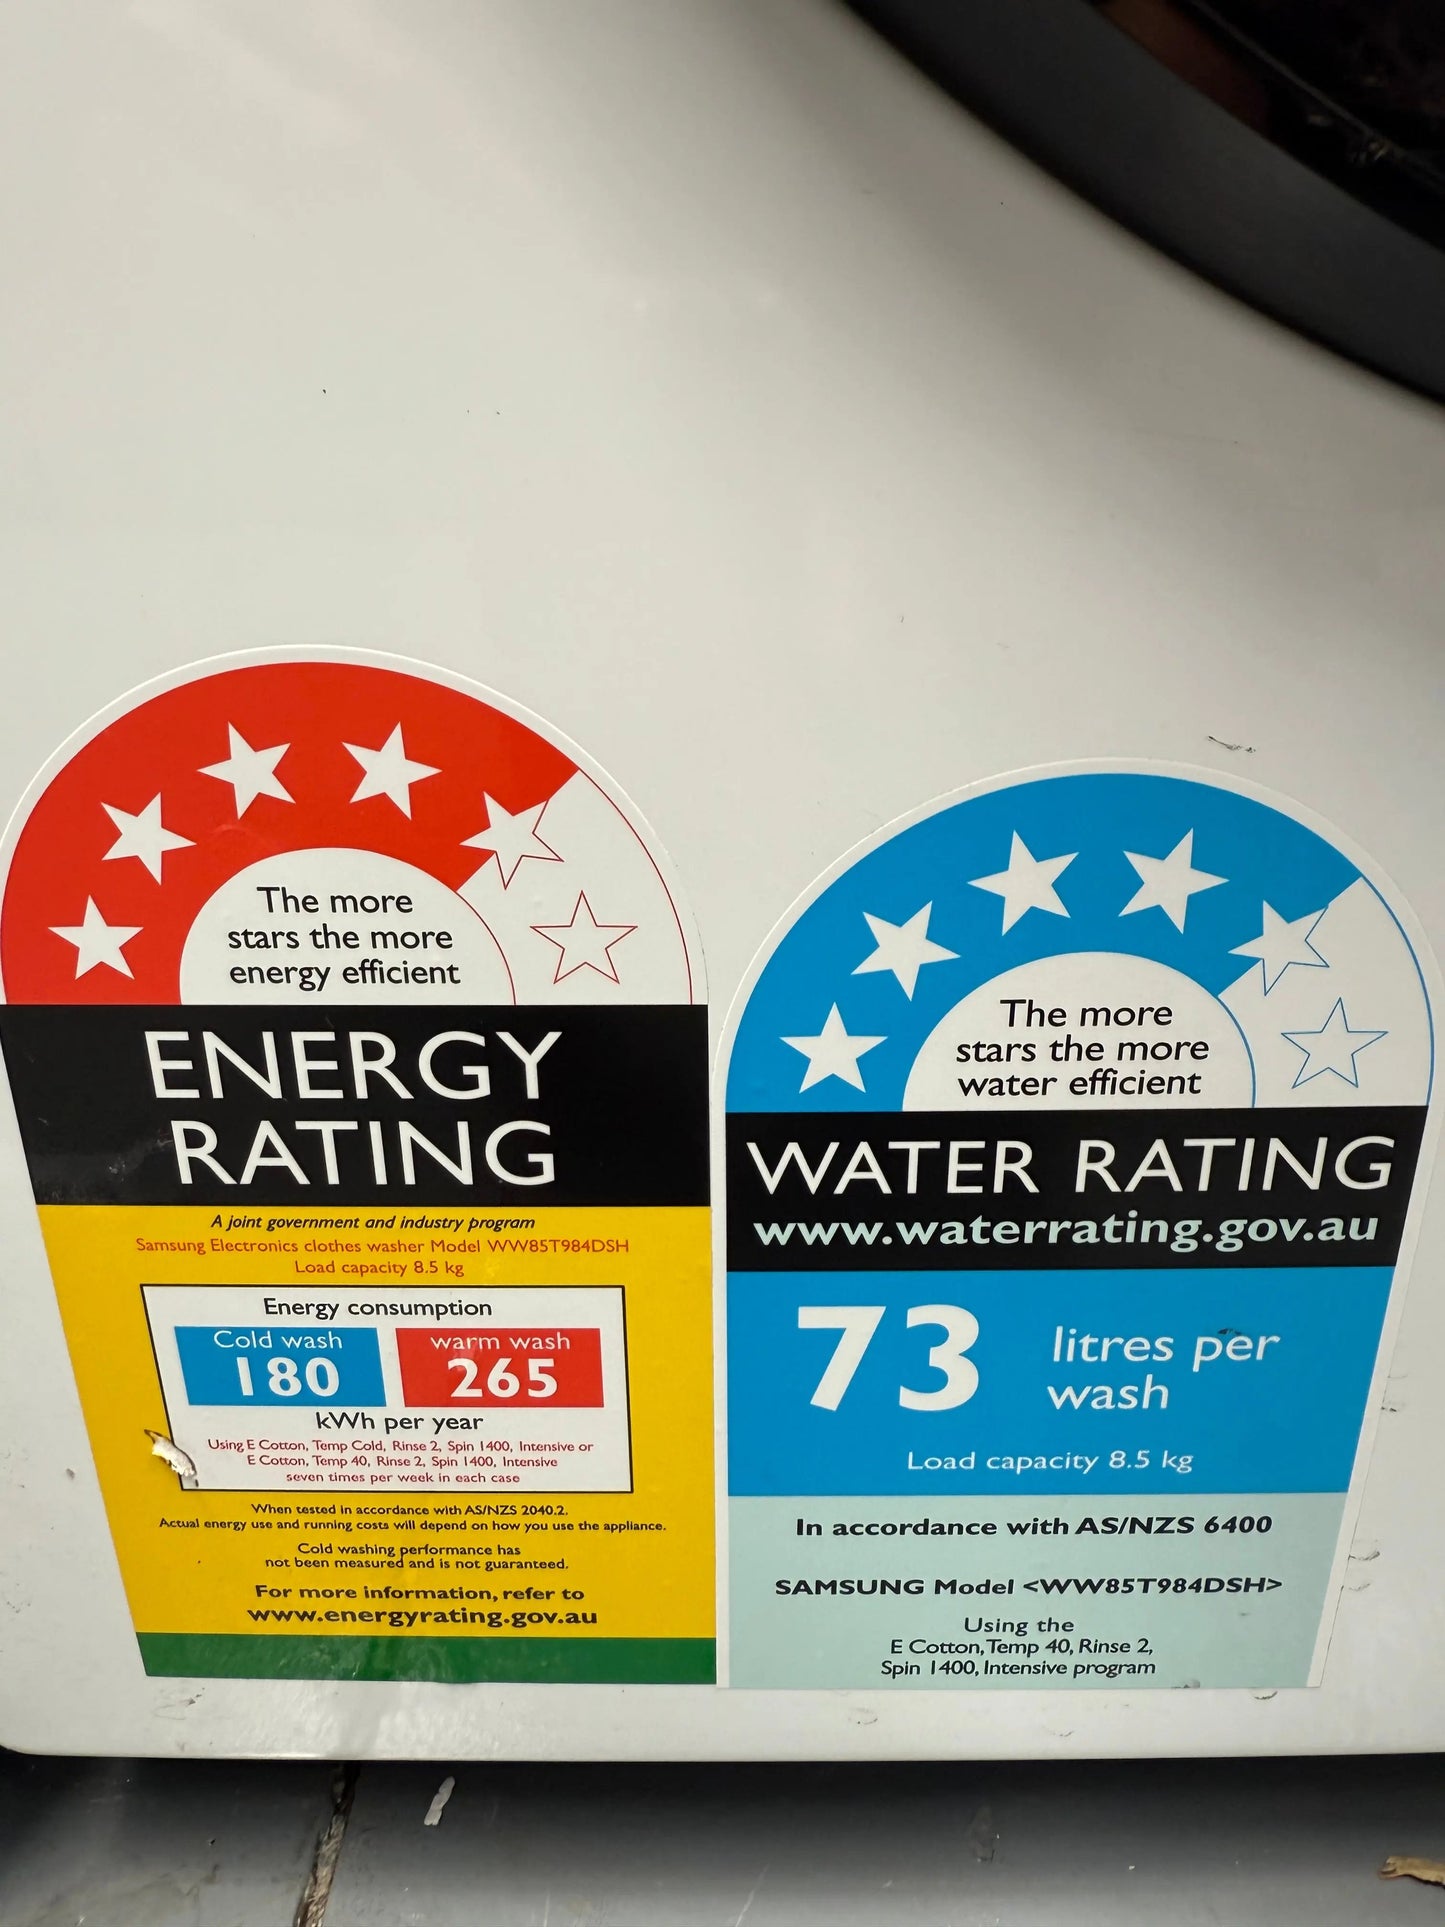 The more
stars the more
energy efficient
ENERGY
RATING
A joint government and industry program
Samsung Electronics clothes washer Model WW85T984DSH
Load capacity 8.5 kg
Energy consumption
Cold wash
180
warm wash
265
kWh per year
Using E Cotton, Temp Cold, Rinse 2, Spin 1400, Intensive or
E Cotton, Temp 40, Rinse 2, Spin 1400, Intensive
seven times per week in each case
When tested in accordance with AS/NZS 2040.2.
Actual energy use and running costs will depend on how you use the appliance.
Cold washing performance has
not been measured and is not guaranteed.
For more information, refer to
www.energyrating.gov.au
The more
stars the more
water efficient
WATER RATING
www.waterrating.gov.au
73
litres per
wash
Load capacity 8.5 kg
In accordance with AS/NZS 6400
SAMSUNG Model <WW85T984DSH>
Using the
E Cotton, Temp 40, Rinse 2,
Spin 1400, Intensive program